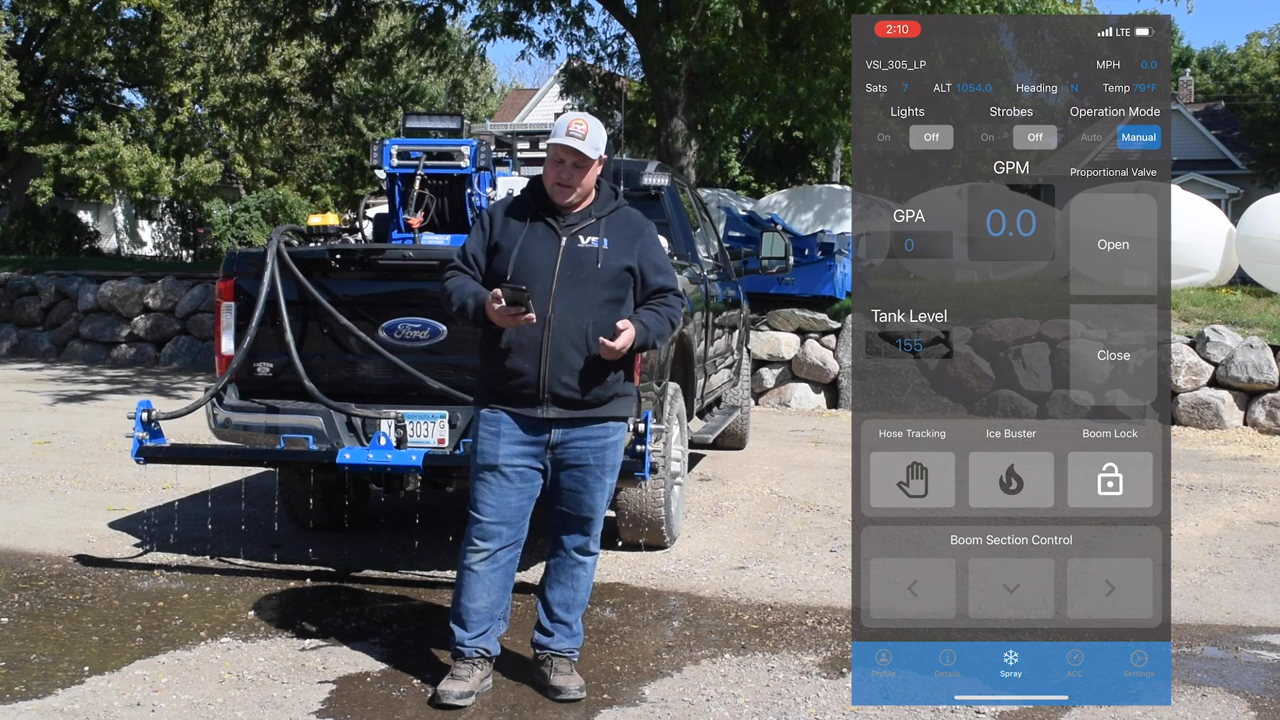 2:10
LTE
VSI_305_LP
MPH 0.0
Sats 7 ALT 1054.0 Heading N Temp 79°F
Lights
Strobes
Operation Mode
On Off
On Off
Auto Manual
GPM
Proportional Valve
GPA
0
0.0
Open
Tank Level
155
Close
Hose Tracking
Ice Buster
Boom Lock
Boom Section Control
Profile
Details
Spray
ACC
Settings
VSI
Ford
3037